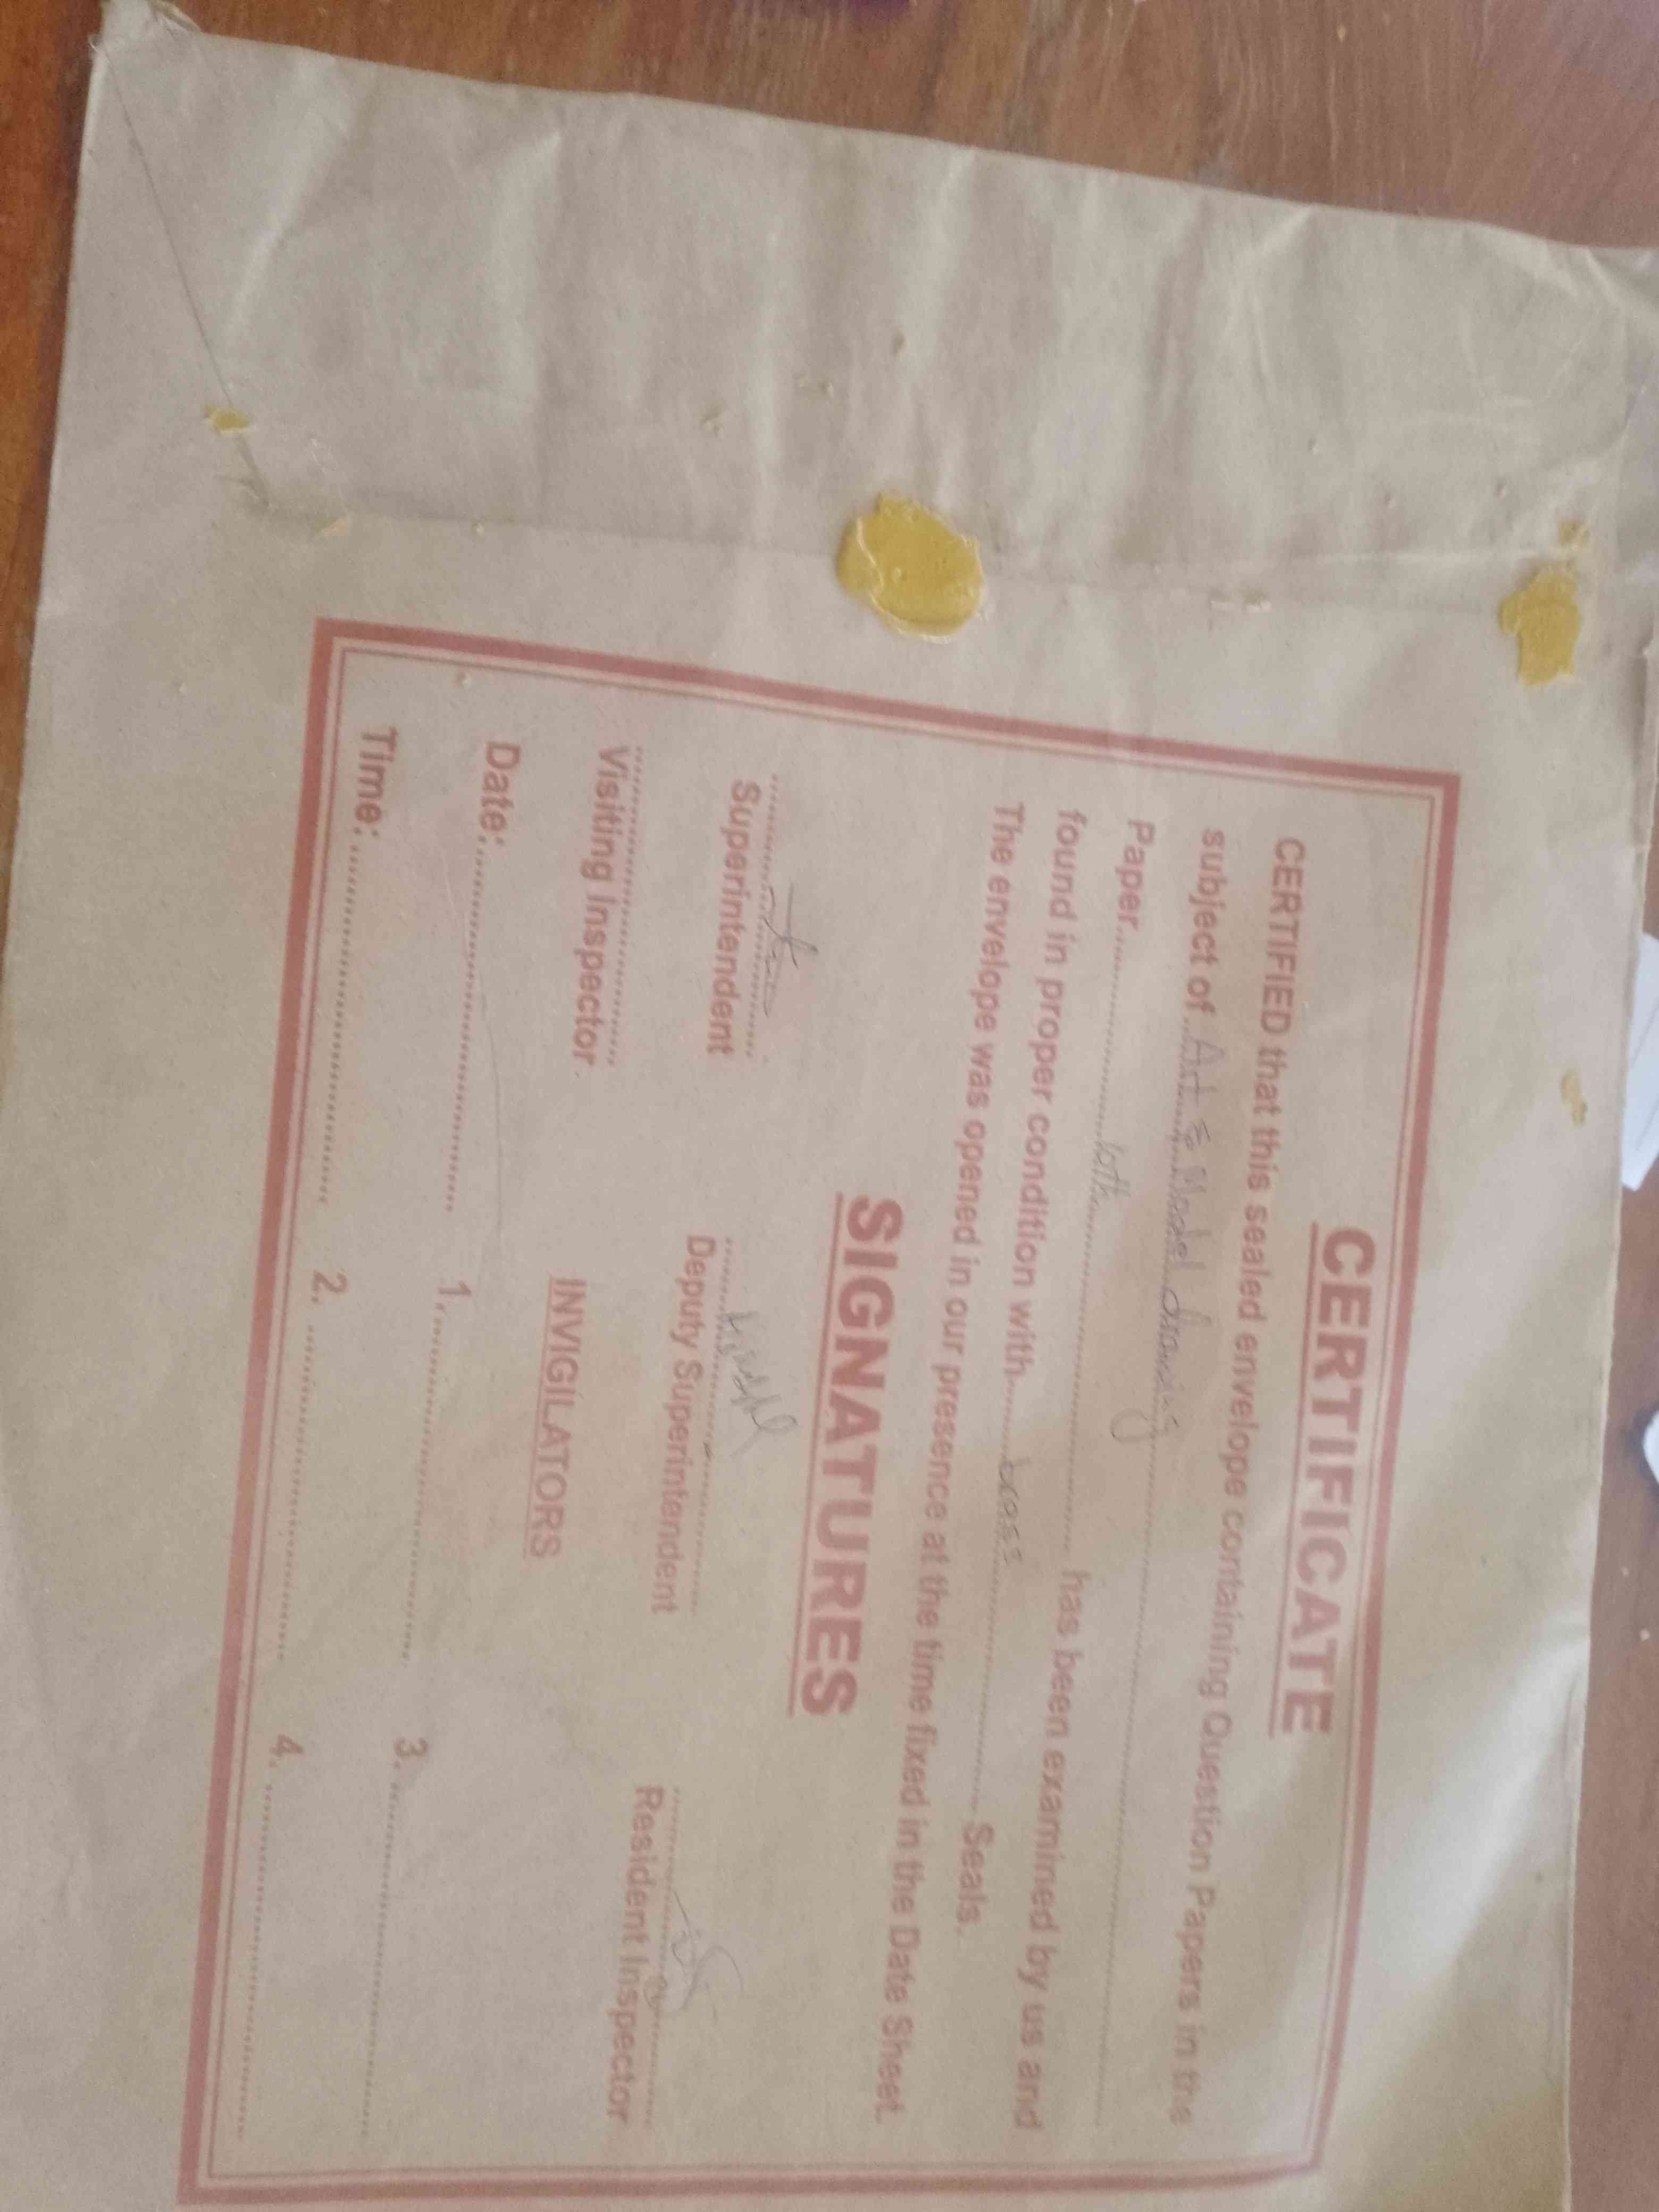 CERTIFICATE
CERTIFIED that this sealed envelope containing Question Papers in the
subject of Art & Model drawing
Paper 10th has been examined by us and
found in proper condition with brass Seals.
The envelope was opened in our presence at the time fixed in the Date Sheet.
SIGNATURES
Superintendent Deputy Superintendent Resident Inspector
Visiting Inspector
INVIGILATORS
Date: 1. 3.
Time: 2. 4.